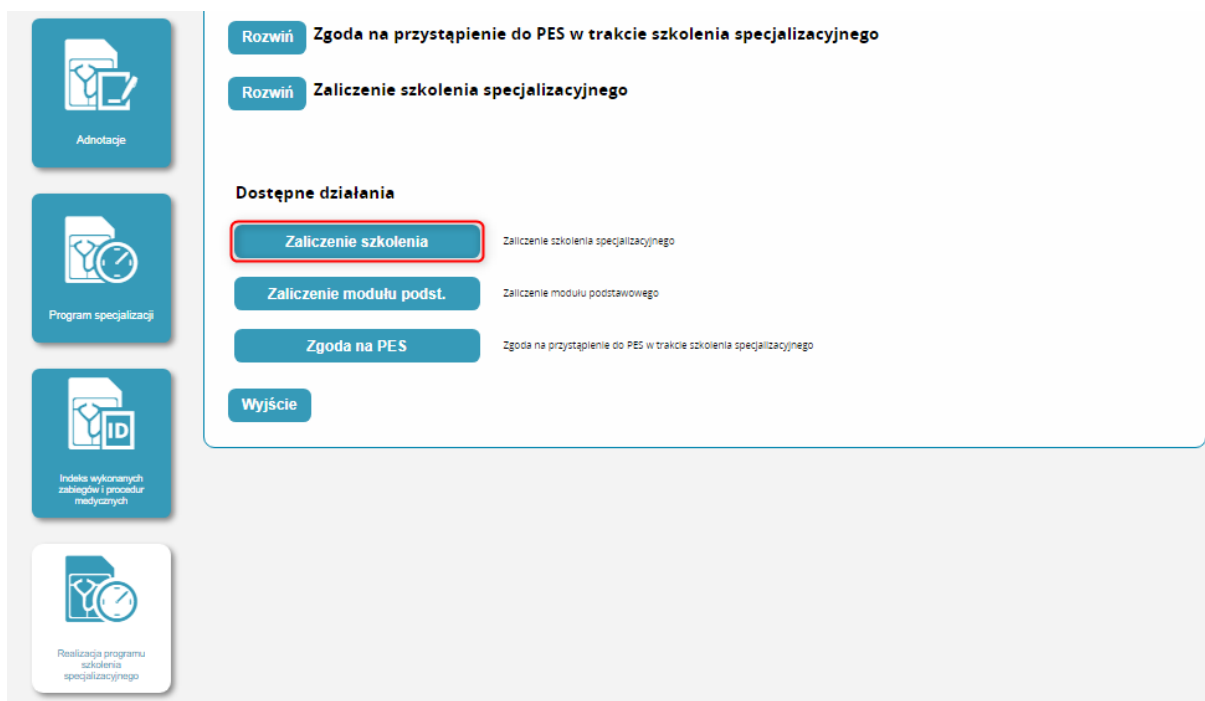 Rozwiń Zgoda na przystąpienie do PES w trakcie szkolenia specjalizacyjnego
Rozwiń Zaliczenie szkolenia specjalizacyjnego
Adnotacje
Dostępne działania
Zaliczenie szkolenia Zaliczenie szkolenia specjalizacyjnego
Zaliczenie modułu podst. Zaliczenie modułu podstawowego
Program specjalizacji
Zgoda na PES Zgoda na przystąpienie do PES w trakcie szkolenia specjalizacyjnego
Wyjście
ID
Indeks wykonanych
zabiegów i procedur
medycznych
Realizacja programu
szkolenia
specjalizacyjnego